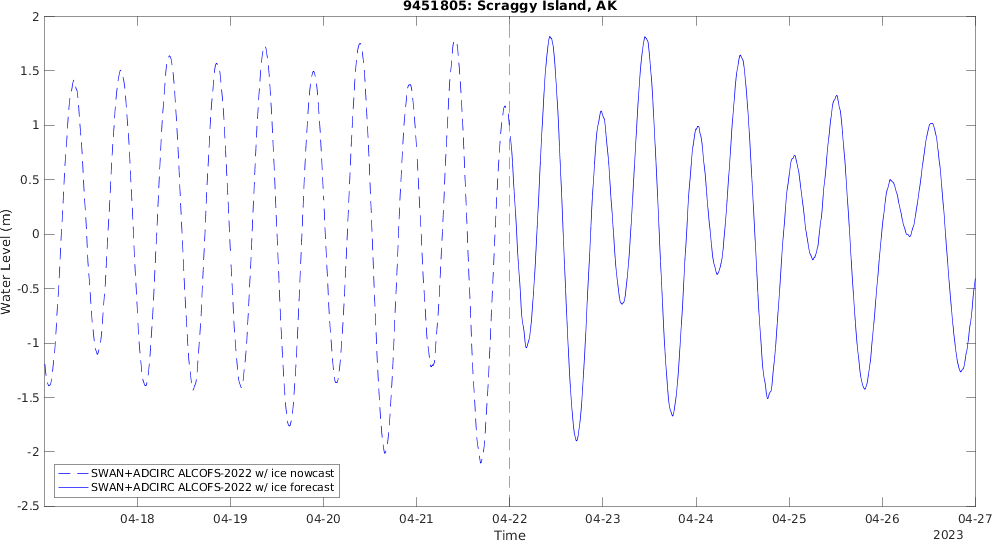 9451805: Scraggy Island, AK
2
1.5
1
0.5
0
-0.5
-1
-1.5
-2
-2.5
Water Level (m)
SWAN+ADCIRC ALCOFS-2022 w/ ice nowcast
SWAN+ADCIRC ALCOFS-2022 w/ ice forecast
04-18 04-19 04-20 04-21 04-22 04-23 04-24 04-25 04-26 04-27
Time
2023